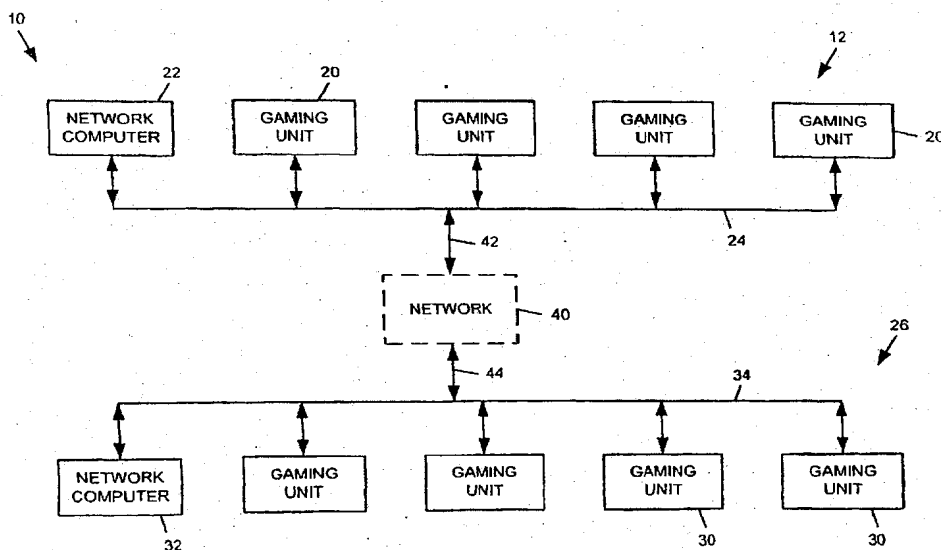 10
12
22
20
NETWORK
COMPUTER
GAMING
UNIT
GAMING
UNIT
GAMING
UNIT
GAMING
UNIT
20
24
42
NETWORK
40
26
44
34
NETWORK
COMPUTER
GAMING
UNIT
GAMING
UNIT
GAMING
UNIT
GAMING
UNIT
32
30
30